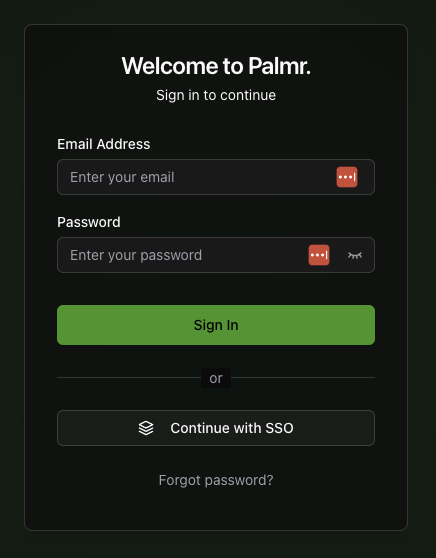 Welcome to Palmr.
Sign in to continue
Email Address
Enter your email
Password
Enter your password
Sign In
or
Continue with SSO
Forgot password?